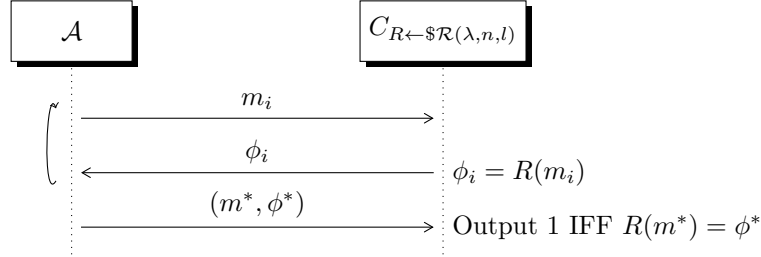 𝒜
C_{R←$ℛ(λ,n,l)}
m_i
ϕ_i
ϕ_i = R(m_i)
(m*, ϕ*)
Output 1 IFF R(m*) = ϕ*